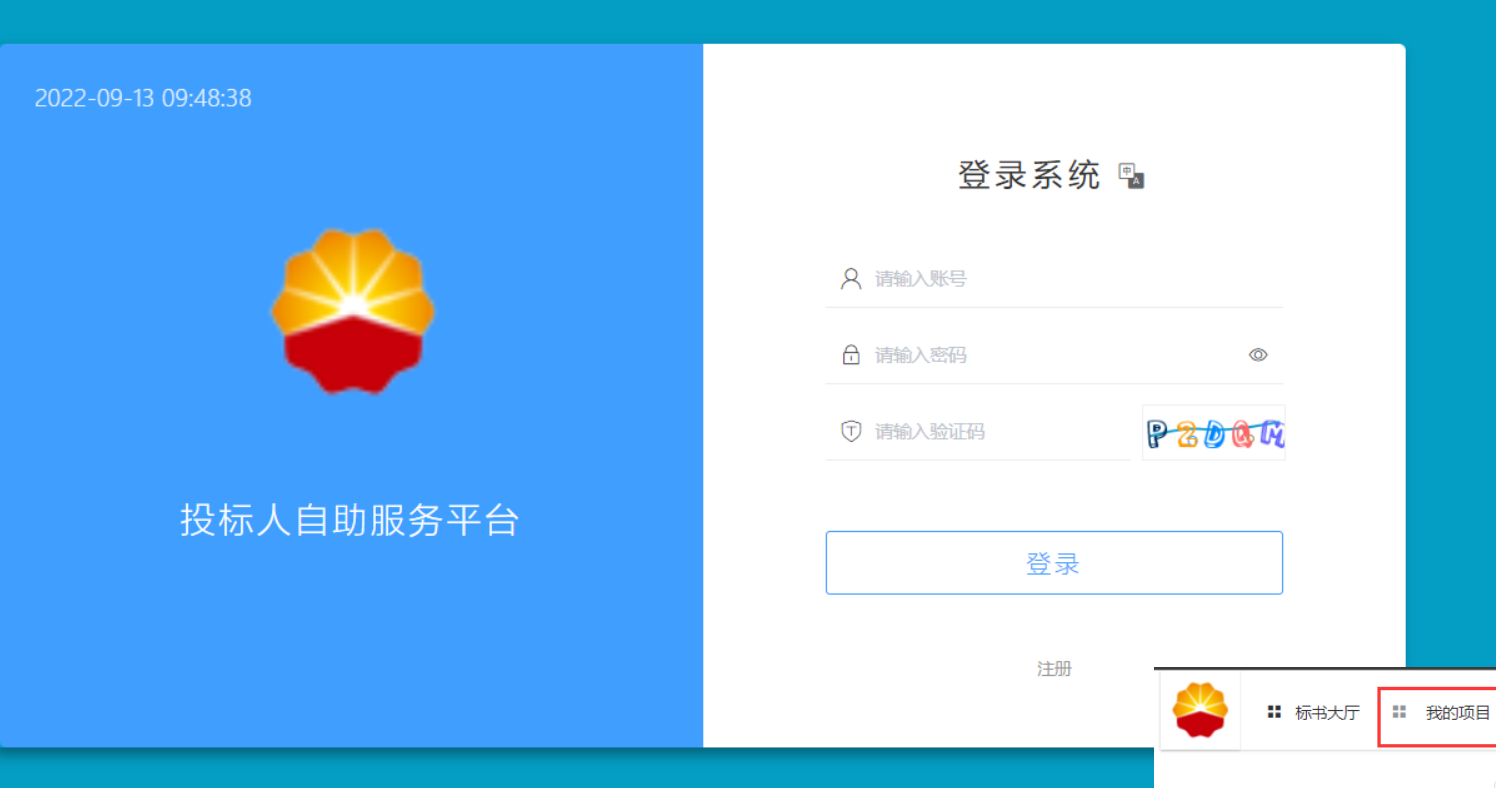 2022-09-13 09:48:38
投标人自助服务平台
登录系统
请输入账号
请输入密码
请输入验证码
P2DQM
登录
注册
标书大厅
我的项目